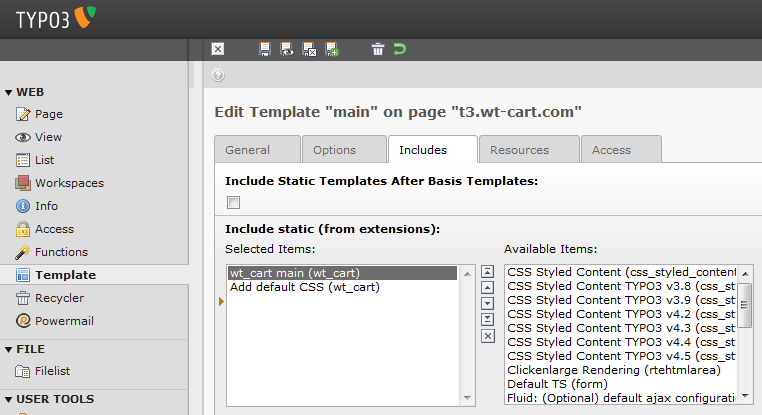 TYPO3
WEB
Page
View
List
Workspaces
Info
Access
Functions
Template
Recycler
Powermail
FILE
Filelist
USER TOOLS
Edit Template "main" on page "t3.wt-cart.com"
General
Options
Includes
Resources
Access
Include Static Templates After Basis Templates:
Include static (from extensions):
Selected Items:
wt_cart main (wt_cart)
Add default CSS (wt_cart)
Available Items:
CSS Styled Content (css_styled_content
CSS Styled Content TYPO3 v3.8 (css_st
CSS Styled Content TYPO3 v3.9 (css_st
CSS Styled Content TYPO3 v4.2 (css_st
CSS Styled Content TYPO3 v4.3 (css_st
CSS Styled Content TYPO3 v4.4 (css_st
CSS Styled Content TYPO3 v4.5 (css_st
Clickenlarge Rendering (rtehtmlarea)
Default TS (form)
Fluid: (Optional) default ajax configuratio